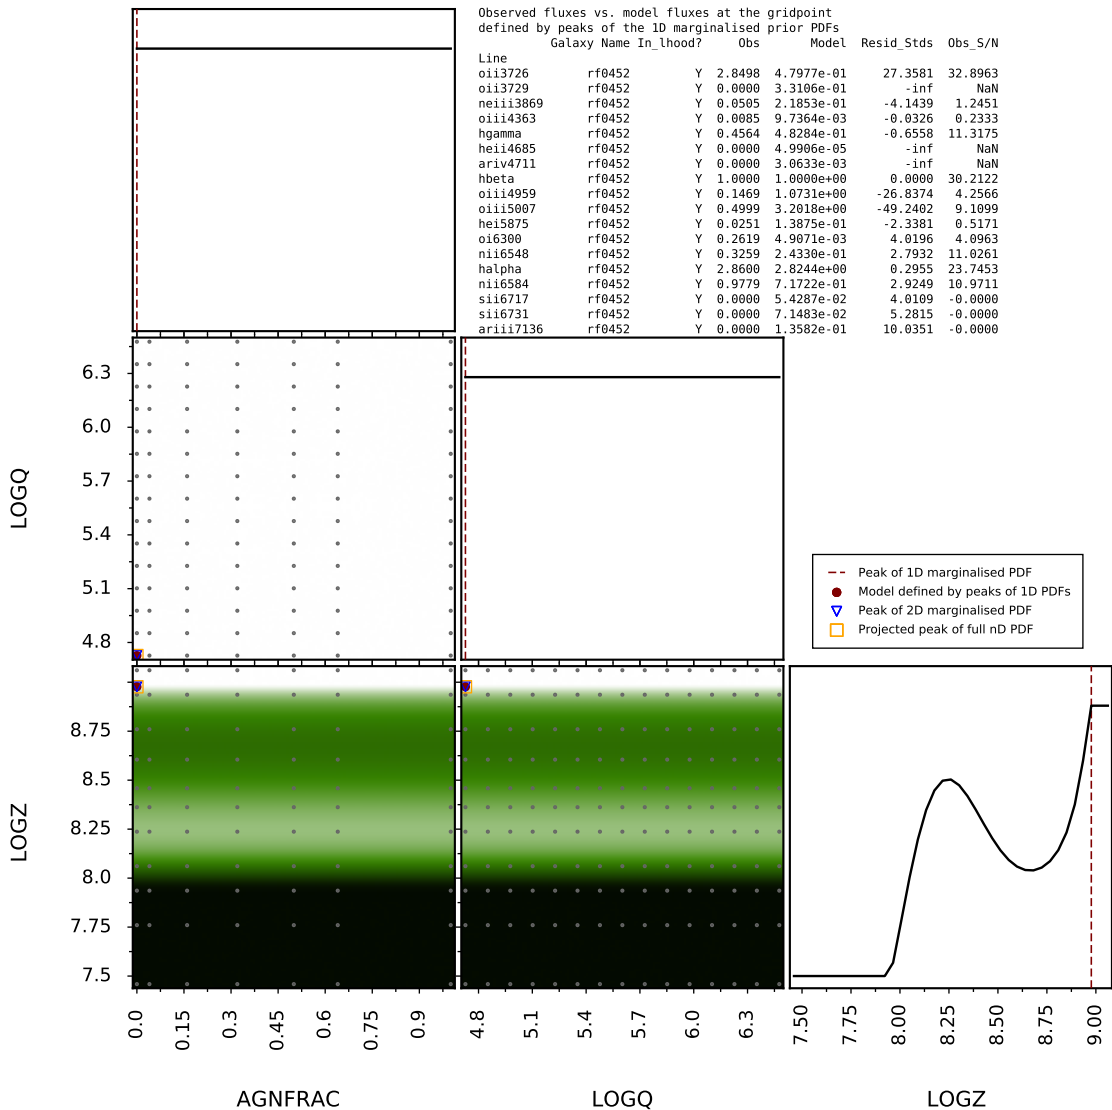 Observed fluxes vs. model fluxes at the gridpoint
defined by peaks of the 1D marginalised prior PDFs
Galaxy Name In_lhood? Obs Model Resid_Stds Obs_S/N
Line
oii3726 rf0452 Y 2.8498 4.7977e-01 27.3581 32.8963
oii3729 rf0452 Y 0.0000 3.3106e-01 -inf NaN
neiii3869 rf0452 Y 0.0505 2.1853e-01 -4.1439 1.2451
oiii4363 rf0452 Y 0.0085 9.7364e-03 -0.0326 0.2333
hgamma rf0452 Y 0.4564 4.8284e-01 -0.6558 11.3175
heii4685 rf0452 Y 0.0000 4.9906e-05 -inf NaN
ariv4711 rf0452 Y 0.0000 3.0633e-03 -inf NaN
hbeta rf0452 Y 1.0000 1.0000e+00 0.0000 30.2122
oiii4959 rf0452 Y 0.1469 1.0731e+00 -26.8374 4.2566
oiii5007 rf0452 Y 0.4999 3.2018e+00 -49.2402 9.1099
hei5875 rf0452 Y 0.0251 1.3875e-01 -2.3381 0.5171
oi6300 rf0452 Y 0.2619 4.9071e-03 4.0196 4.0963
nii6548 rf0452 Y 0.3259 2.4330e-01 2.7932 11.0261
halpha rf0452 Y 2.8600 2.8244e+00 0.2955 23.7453
nii6584 rf0452 Y 0.9779 7.1722e-01 2.9249 10.9711
sii6717 rf0452 Y 0.0000 5.4287e-02 4.0109 -0.0000
sii6731 rf0452 Y 0.0000 7.1483e-02 5.2815 -0.0000
ariii7136 rf0452 Y 0.0000 1.3582e-01 10.0351 -0.0000
6.3
6.0
5.7
5.4
5.1
4.8
LOGQ
Peak of 1D marginalised PDF
Model defined by peaks of 1D PDFs
Peak of 2D marginalised PDF
Projected peak of full nD PDF
8.75
8.5
8.25
8.0
7.75
7.5
LOGZ
0.0 0.15 0.3 0.45 0.6 0.75 0.9
4.8 5.1 5.4 5.7 6.0 6.3
7.50 7.75 8.00 8.25 8.50 8.75 9.00
AGNFRAC LOGQ LOGZ